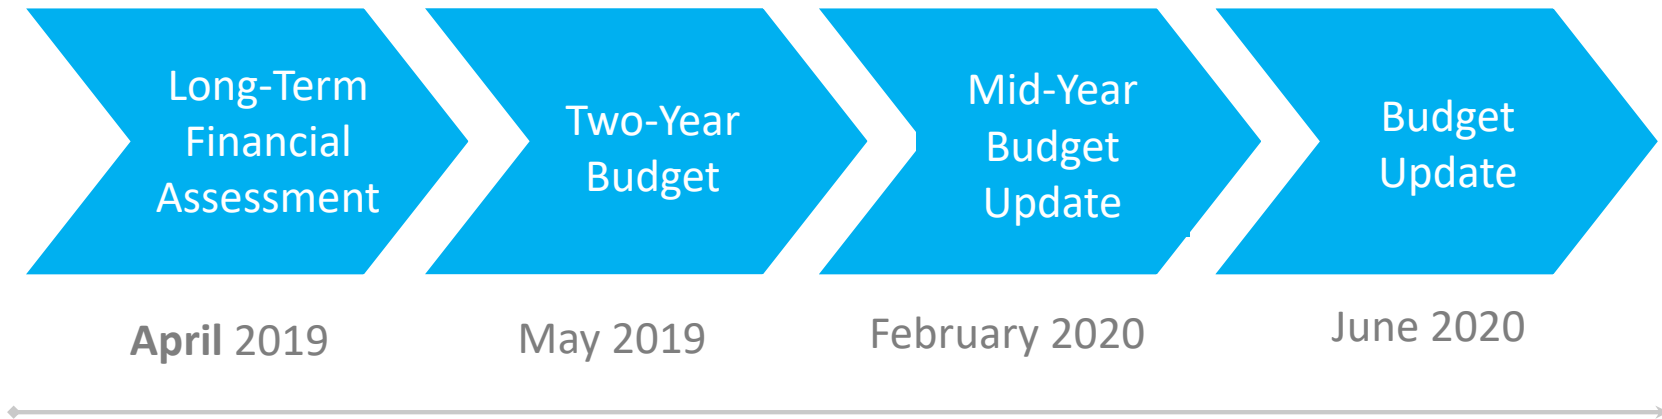 Long-Term
Financial
Assessment
Two-Year
Budget
Mid-Year
Budget
Update
Budget
Update
April 2019
May 2019
February 2020
June 2020